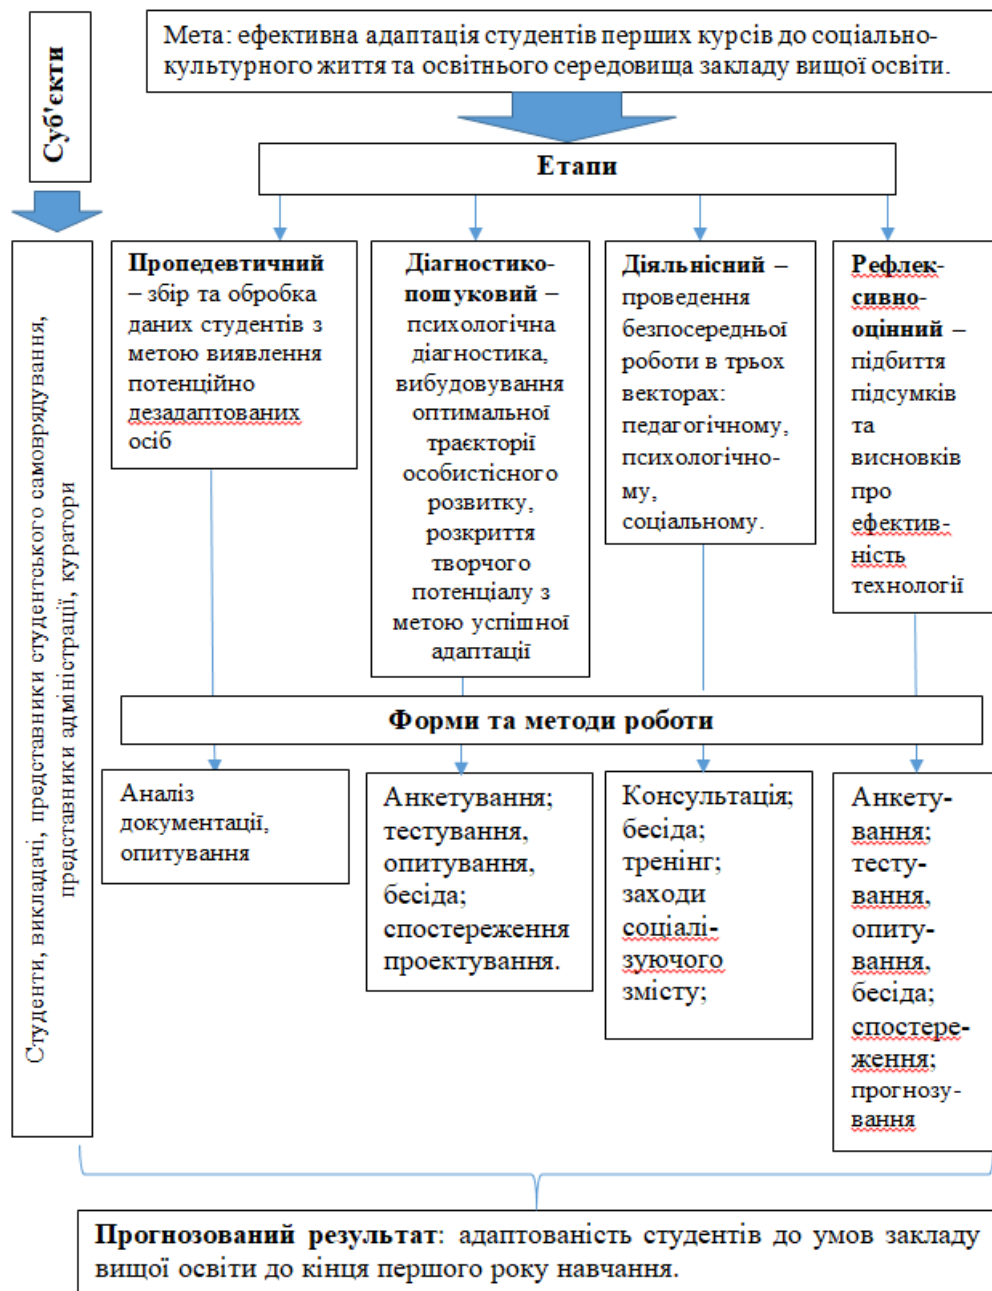 Суб'єкти
Мета: ефективна адаптація студентів перших курсів до соціально-
культурного життя та освітнього середовища закладу вищої освіти.
Етапи
Студенти, викладачі, представники студентського самоврядування,
представники адміністрації, куратори
Пропедевтичний
– збір та обробка
даних студентів з
метою виявлення
потенційно
дезадаптованих
осіб
Діагностико-
пошуковий –
психологічна
діагностика,
вибудовування
оптимальної
траєкторії
особистісного
розвитку,
розкриття
творчого
потенціалу з
метою успішної
адаптації
Діяльнісний –
проведення
безпосередньої
роботи в трьох
векторах:
педагогічному,
психологічно-
му,
соціальному.
Рефлек-
сивно-
оцінний –
підбиття
підсумків
та
висновків
про
ефектив-
ність
технології
Форми та методи роботи
Аналіз
документації,
опитування
Анкетування;
тестування,
опитування,
бесіда;
спостереження
проектування.
Консультація;
бесіда;
тренінг;
заходи
соціалі-
зуючого
змісту;
Анкету-
вання;
тесту-
вання,
опиту-
вання,
бесіда;
спостере-
ження;
прогнозу-
вання
Прогнозований результат: адаптованість студентів до умов закладу
вищої освіти до кінця першого року навчання.